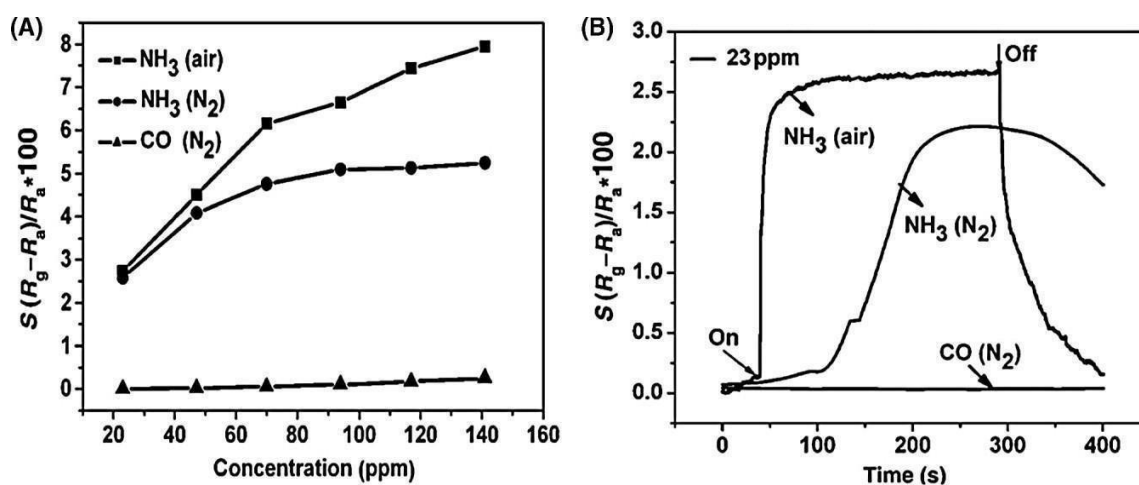 (A)
NH3 (air)
NH3 (N2)
CO (N2)
S (Rg−Ra)/Ra*100
8
7
6
5
4
3
2
1
0
20 40 60 80 100 120 140 160
Concentration (ppm)
(B)
23 ppm
Off
NH3 (air)
NH3 (N2)
On
CO (N2)
S (Rg−Ra)/Ra*100
3.0
2.5
2.0
1.5
1.0
0.5
0.0
0 100 200 300 400
Time (s)